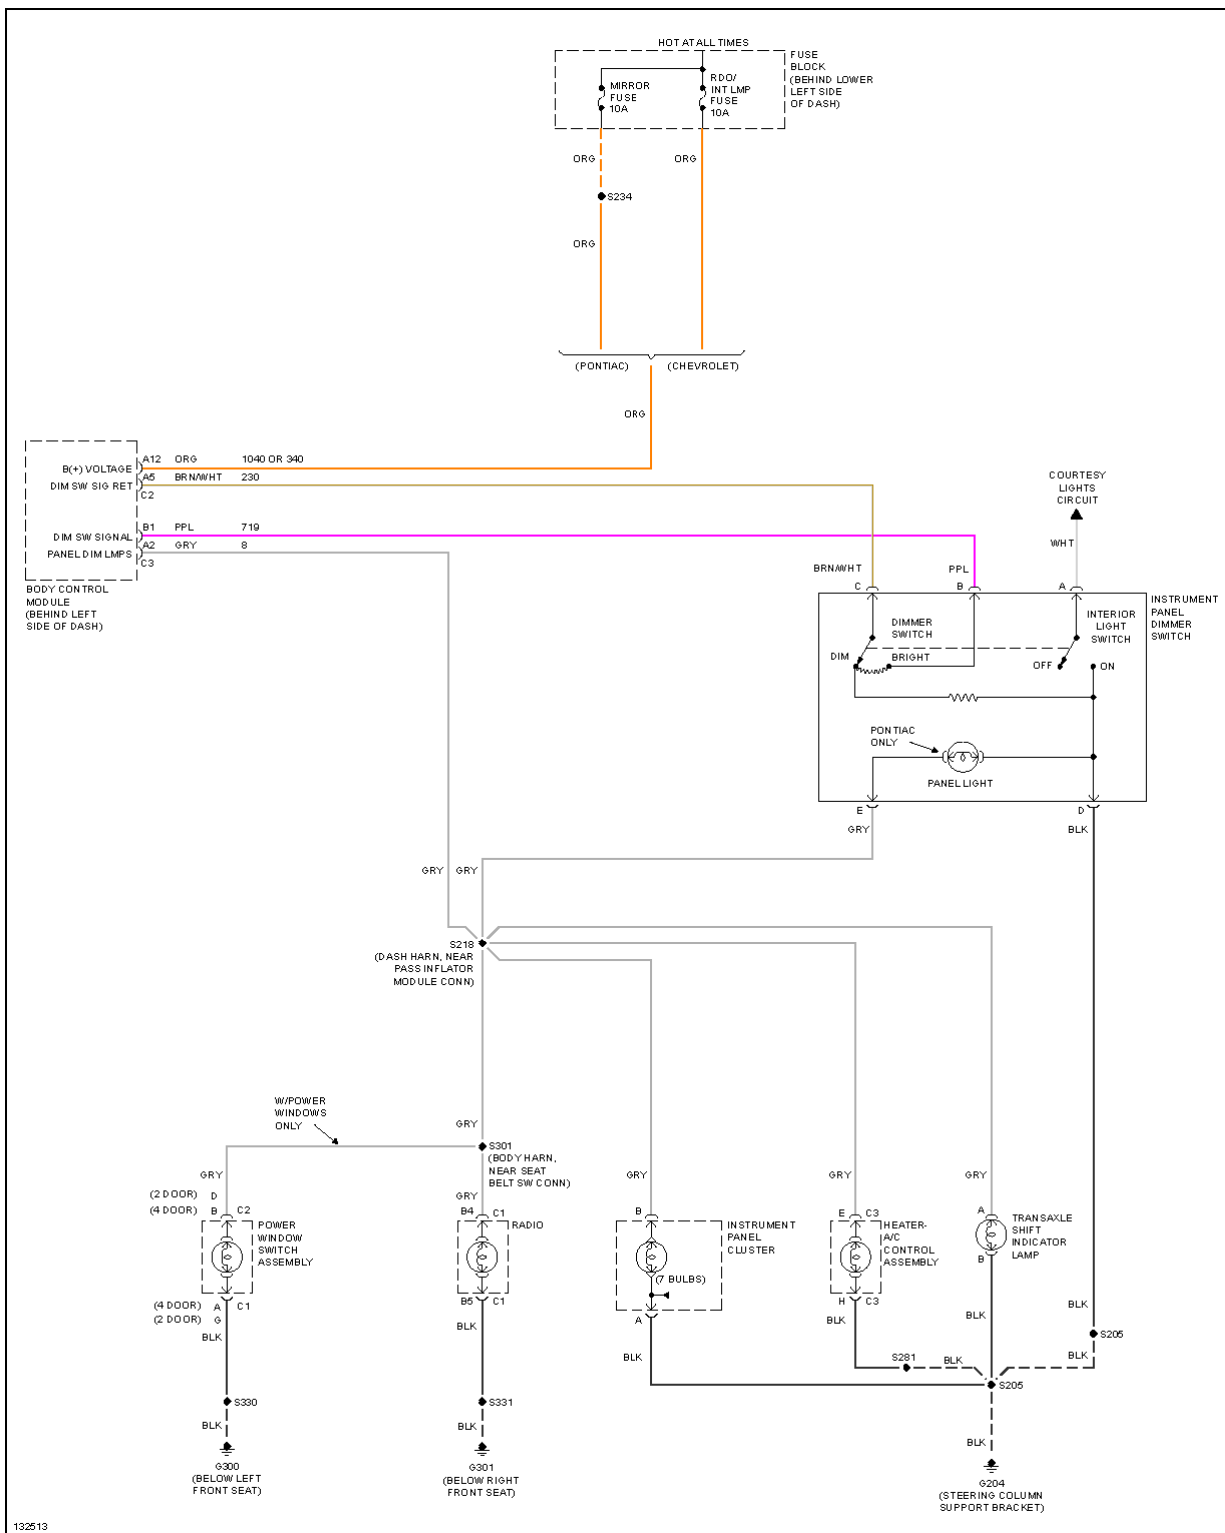 HOT AT ALL TIMES
FUSE
BLOCK
(BEHIND LOWER
LEFT SIDE
OF DASH)
MIRROR
FUSE
10A
RDO/
INT LMP
FUSE
10A
ORG
ORG
S234
ORG
(PONTIAC)
(CHEVROLET)
ORG
B(+) VOLTAGE
A12
ORG
1040 OR 340
DIM SW SIG RET
A5
BRN/WHT
230
C2
DIM SW SIGNAL
B1
PPL
719
PANEL DIM LMPS
A2
GRY
8
C3
BODY CONTROL
MODULE
(BEHIND LEFT
SIDE OF DASH)
COURTESY
LIGHTS
CIRCUIT
WHT
BRN/WHT
PPL
C
B
A
INSTRUMENT
PANEL
DIMMER
SWITCH
DIMMER
SWITCH
INTERIOR
LIGHT
SWITCH
DIM
BRIGHT
OFF
ON
PONTIAC
ONLY
PANEL LIGHT
E
D
GRY
BLK
GRY
GRY
S218
(DASH HARN, NEAR
PASS INFLATOR
MODULE CONN)
W/POWER
WINDOWS
ONLY
GRY
S301
(BODY HARN,
NEAR SEAT
BELT SW CONN)
GRY
GRY
GRY
GRY
GRY
(2 DOOR) D
(4 DOOR) B
C2
B4
C1
B
E
C3
A
POWER
WINDOW
SWITCH
ASSEMBLY
RADIO
INSTRUMENT
PANEL
CLUSTER
(7 BULBS)
HEATER-
A/C
CONTROL
ASSEMBLY
TRANSAXLE
SHIFT
INDICATOR
LAMP
B
(4 DOOR) A
C1
(2 DOOR) G
B5
C1
A
H
C3
BLK
BLK
BLK
BLK
BLK
BLK
S205
BLK
S281
BLK
S205
S330
S331
BLK
BLK
BLK
G300
(BELOW LEFT
FRONT SEAT)
G301
(BELOW RIGHT
FRONT SEAT)
G204
(STEERING COLUMN
SUPPORT BRACKET)
132513